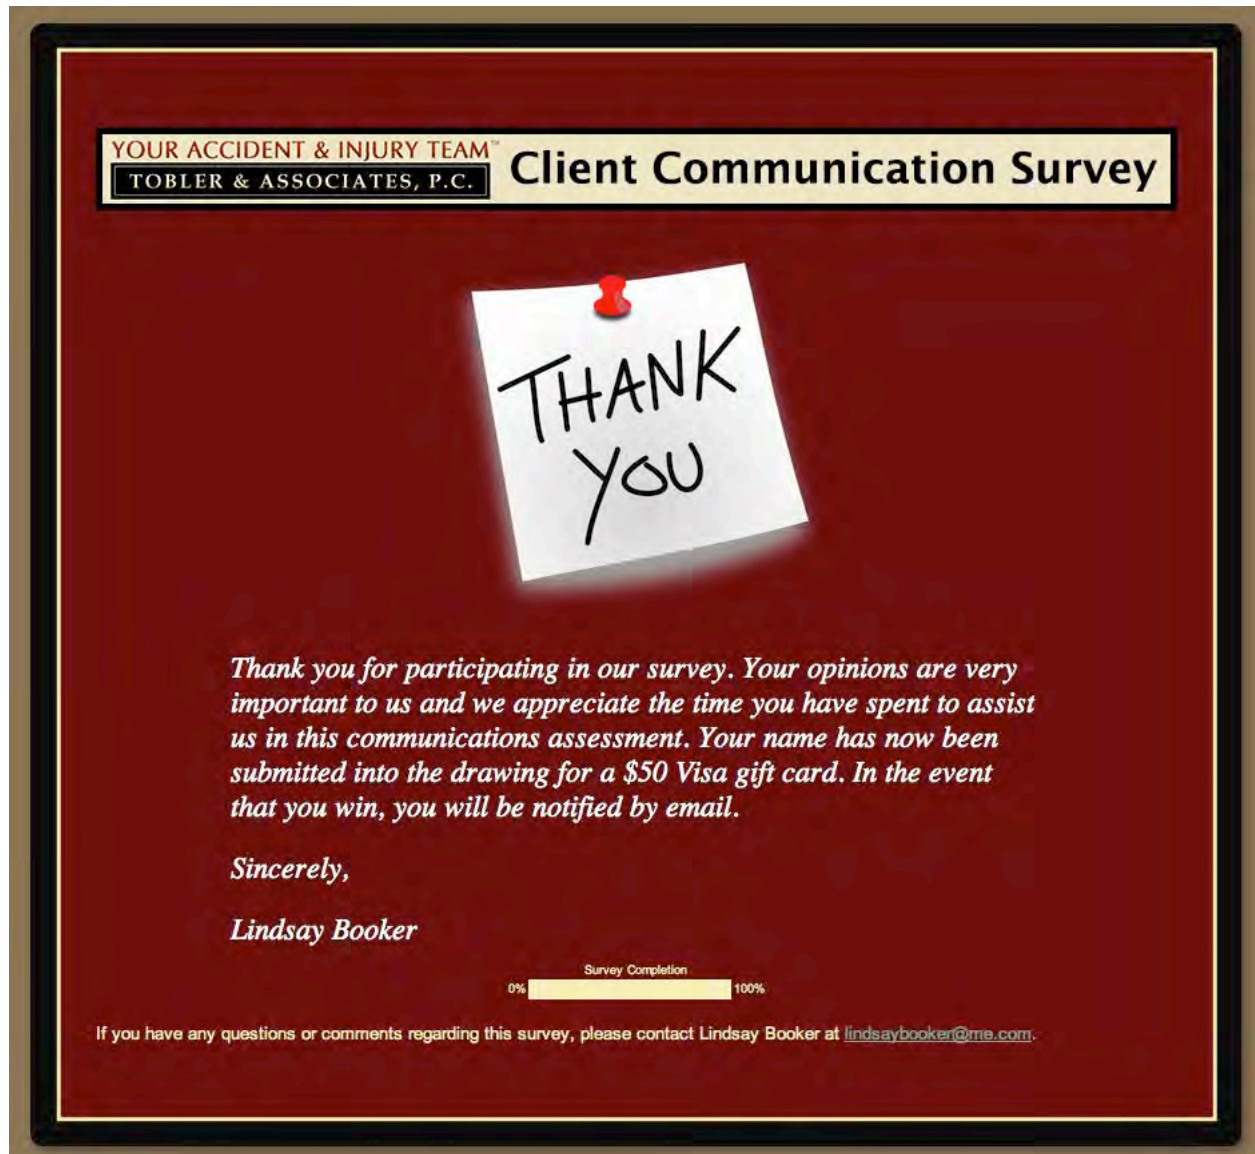 YOUR ACCIDENT & INJURY TEAM™
TOBLER & ASSOCIATES, P.C.
Client Communication Survey
THANK
YOU
Thank you for participating in our survey. Your opinions are very
important to us and we appreciate the time you have spent to assist
us in this communications assessment. Your name has now been
submitted into the drawing for a $50 Visa gift card. In the event
that you win, you will be notified by email.
Sincerely,
Lindsay Booker
Survey Completion
0% 100%
If you have any questions or comments regarding this survey, please contact Lindsay Booker at lindsaybooker@me.com.